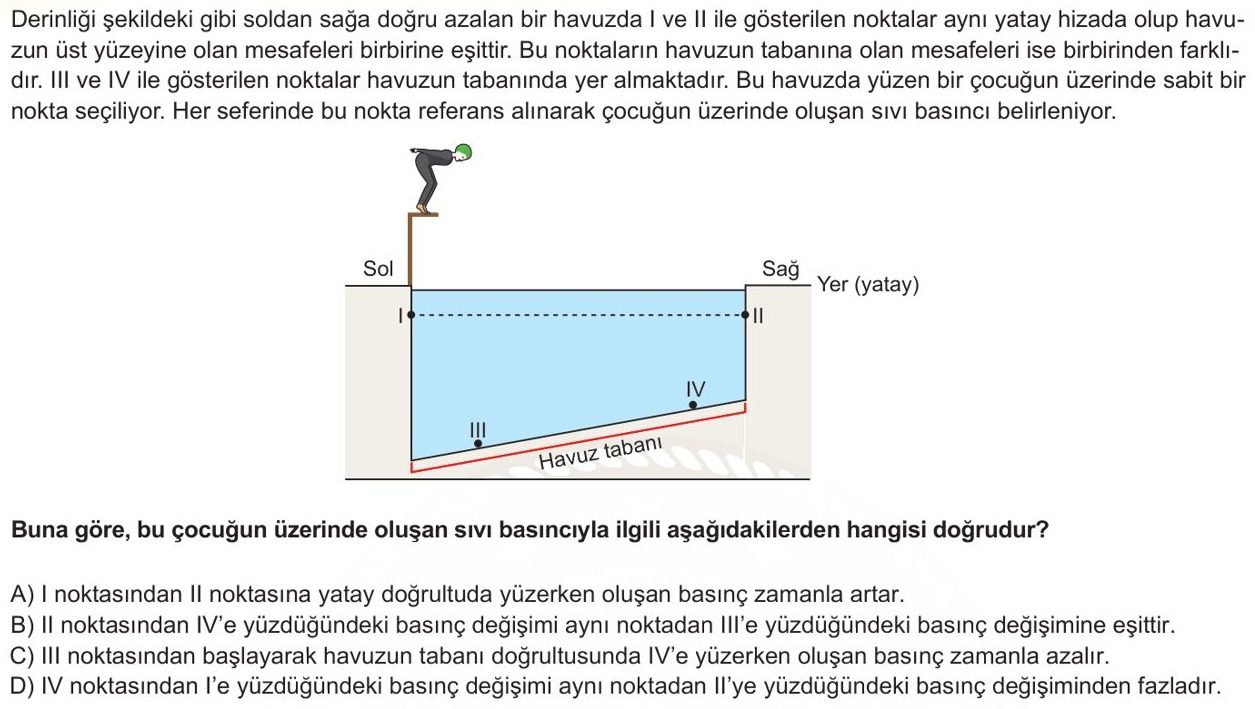 Derinliği şekildeki gibi soldan sağa doğru azalan bir havuzda I ve II ile gösterilen noktalar aynı yatay hizada olup havu-
zun üst yüzeyine olan mesafeleri birbirine eşittir. Bu noktaların havuzun tabanına olan mesafeleri ise birbirinden farklı-
dır. III ve IV ile gösterilen noktalar havuzun tabanında yer almaktadır. Bu havuzda yüzen bir çocuğun üzerinde sabit bir
nokta seçiliyor. Her seferinde bu nokta referans alınarak çocuğun üzerinde oluşan sıvı basıncı belirleniyor.
Sol
Sağ
Yer (yatay)
I
II
IV
III
Havuz tabanı
Buna göre, bu çocuğun üzerinde oluşan sıvı basıncıyla ilgili aşağıdakilerden hangisi doğrudur?
A) I noktasından II noktasına yatay doğrultuda yüzerken oluşan basınç zamanla artar.
B) II noktasından IV’e yüzdüğündeki basınç değişimi aynı noktadan III’e yüzdüğündeki basınç değişimine eşittir.
C) III noktasından başlayarak havuzun tabanı doğrultusunda IV’e yüzerken oluşan basınç zamanla azalır.
D) IV noktasından I’e yüzdüğündeki basınç değişimi aynı noktadan II’ye yüzdüğündeki basınç değişiminden fazladır.